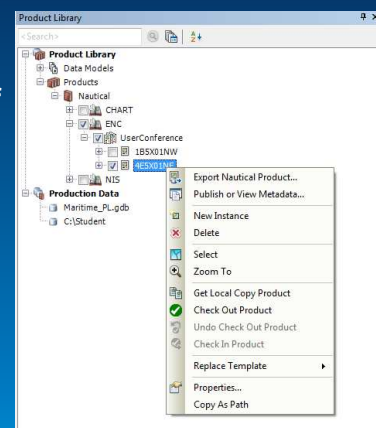 Product Library
<Search>
Product Library
Data Models
Products
Nautical
CHART
ENC
UserConference
1B5X01NW
4E5X01NE
NIS
Production Data
Maritime_PL.gdb
C:\Student
Export Nautical Product...
Publish or View Metadata...
New Instance
Delete
Select
Zoom To
Get Local Copy Product
Check Out Product
Undo Check Out Product
Check In Product
Replace Template
Properties...
Copy As Path